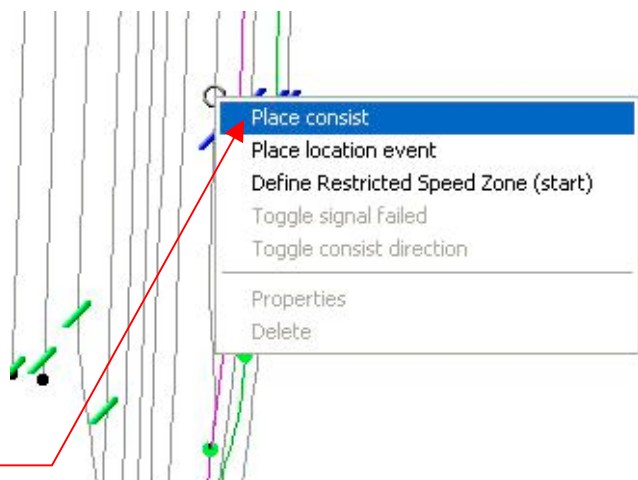 Place consist
Place location event
Define Restricted Speed Zone (start)
Toggle signal failed
Toggle consist direction
Properties
Delete